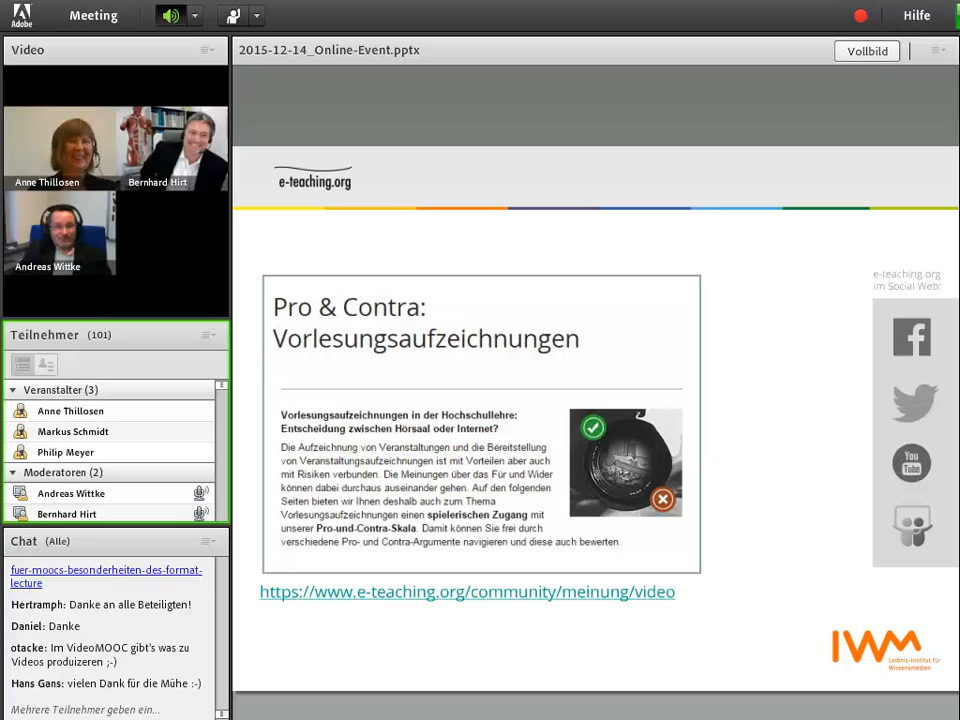 Adobe
Meeting
Hilfe
Video
Anne Thillosen
Bernhard Hirt
Andreas Wittke
Teilnehmer (101)
Veranstalter (3)
Anne Thillosen
Markus Schmidt
Philip Meyer
Moderatoren (2)
Andreas Wittke
Bernhard Hirt
Chat (Alle)
fuer-moocs-besonderheiten-des-format-
lecture
Hertramph: Danke an alle Beteiligten!
Daniel: Danke
otacke: Im VideoMOOC gibt's was zu
Videos produzieren ;-)
Hans Gans: vielen Dank für die Mühe :-)
Mehrere Teilnehmer geben ein...
2015-12-14_Online-Event.pptx
Vollbild
e-teaching.org
Pro & Contra:
Vorlesungsaufzeichnungen
Vorlesungsaufzeichnungen in der Hochschullehre:
Entscheidung zwischen Hörsaal oder Internet?
Die Aufzeichnung von Veranstaltungen und die Bereitstellung
von Veranstaltungsaufzeichnungen ist mit Vorteilen aber auch
mit Risiken verbunden. Die Meinungen über das Für und Wider
können dabei durchaus auseinander gehen. Auf den folgenden
Seiten bieten wir Ihnen deshalb auch zum Thema
Vorlesungsaufzeichnungen einen spielerischen Zugang mit
unserer Pro-und-Contra-Skala. Damit können Sie frei durch
verschiedene Pro- und Contra-Argumente navigieren und diese auch bewerten.
https://www.e-teaching.org/community/meinung/video
e-teaching.org
im Social Web:
You
Tube
IWM
Leibniz-Institut für
Wissensmedien